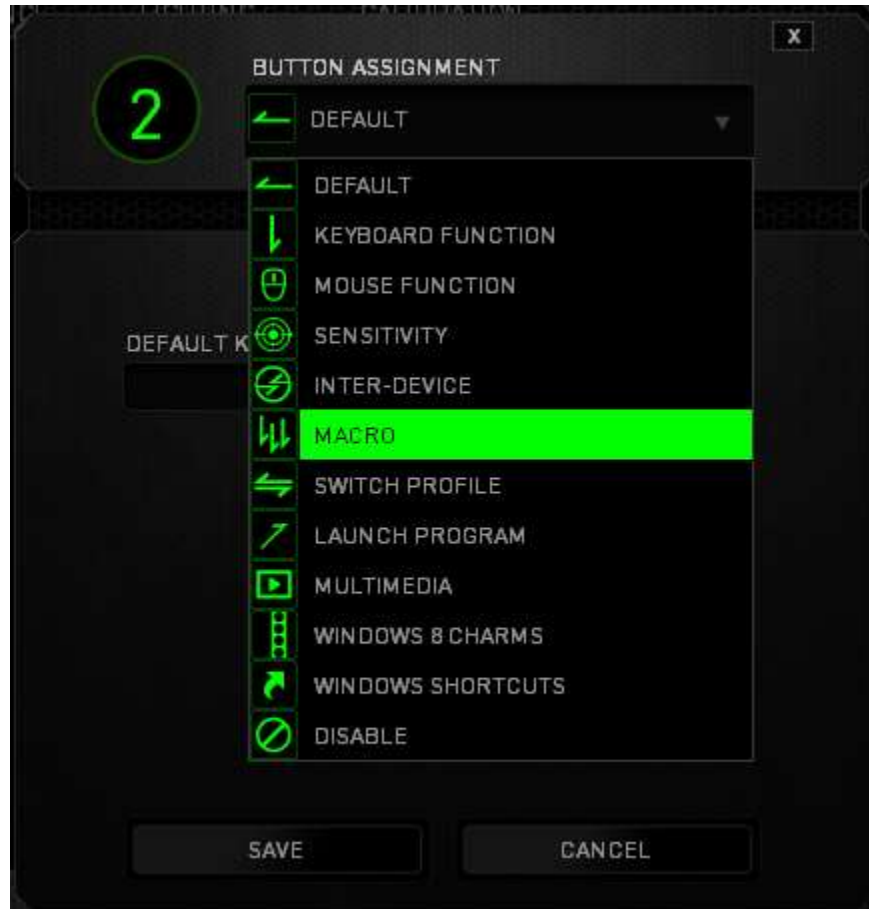 X
BUTTON ASSIGNMENT
2
DEFAULT
DEFAULT
KEYBOARD FUNCTION
MOUSE FUNCTION
SENSITIVITY
DEFAULT K
INTER-DEVICE
MACRO
SWITCH PROFILE
LAUNCH PROGRAM
MULTIMEDIA
WINDOWS 8 CHARMS
WINDOWS SHORTCUTS
DISABLE
SAVE
CANCEL